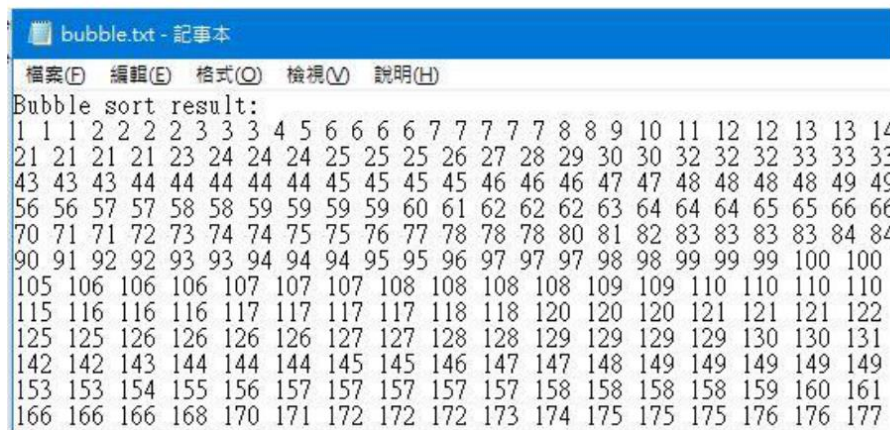 bubble.txt - 記事本
檔案(F) 編輯(E) 格式(O) 檢視(V) 說明(H)
Bubble sort result:
1 1 1 2 2 2 2 3 3 3 4 5 6 6 6 6 7 7 7 7 7 8 8 9 10 11 12 12 13 13 14
21 21 21 21 23 24 24 24 25 25 25 26 27 28 29 30 30 32 32 32 33 33 33
43 43 43 44 44 44 44 44 45 45 45 45 46 46 46 47 47 48 48 48 48 49 49
56 56 57 57 58 58 59 59 59 59 60 61 62 62 62 63 64 64 64 65 65 66 66
70 71 71 72 73 74 74 75 75 76 77 78 78 78 80 81 82 83 83 83 83 84 84
90 91 92 92 93 93 94 94 94 95 95 96 97 97 97 98 98 99 99 99 100 100
105 106 106 106 107 107 107 108 108 108 108 109 109 110 110 110 110
115 116 116 116 117 117 117 117 118 118 120 120 120 121 121 121 122
125 125 126 126 126 126 127 127 128 128 129 129 129 129 130 130 131
142 142 143 144 144 144 145 145 146 147 147 148 149 149 149 149 149
153 153 154 155 156 157 157 157 157 157 158 158 158 158 159 160 161
166 166 166 168 170 171 172 172 172 173 174 175 175 175 176 176 177